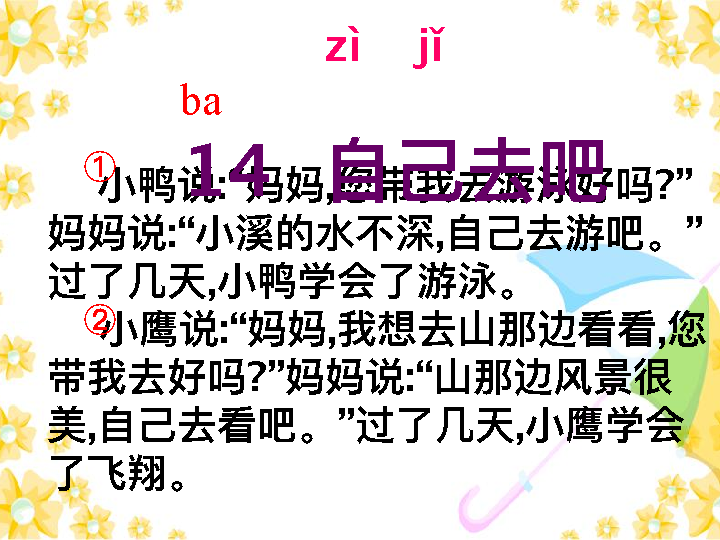 zì jǐ
ba
14 自己去吧
①小鸭说:“妈妈,您带我去游泳好吗?”
妈妈说:“小溪的水不深,自己去游吧。”
过了几天,小鸭学会了游泳。
②小鹰说:“妈妈,我想去山那边看看,您
带我去好吗?”妈妈说:“山那边风景很
美,自己去看吧。”过了几天,小鹰学会
了飞翔。